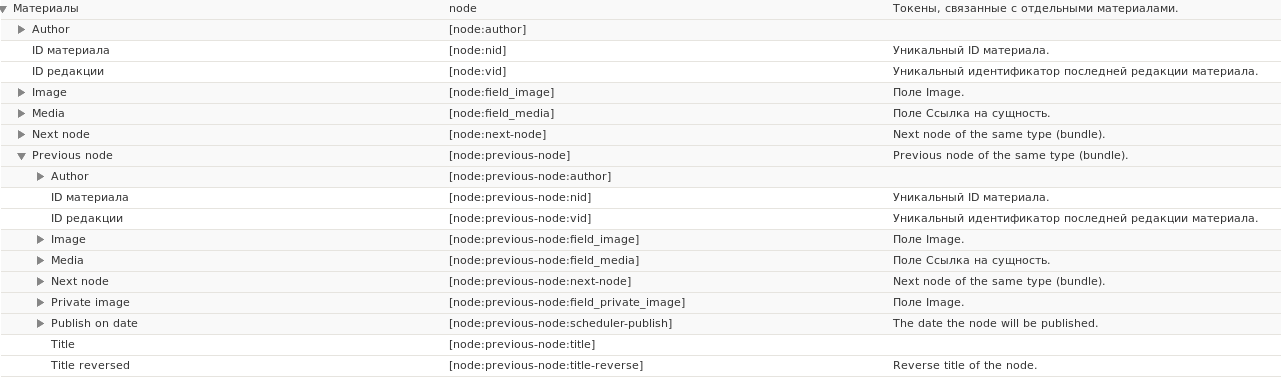 Материалы node Токены, связанные с отдельными материалами.
Author [node:author]
ID материала [node:nid] Уникальный ID материала.
ID редакции [node:vid] Уникальный идентификатор последней редакции материала.
Image [node:field_image] Поле Image.
Media [node:field_media] Поле Ссылка на сущность.
Next node [node:next-node] Next node of the same type (bundle).
Previous node [node:previous-node] Previous node of the same type (bundle).
Author [node:previous-node:author]
ID материала [node:previous-node:nid] Уникальный ID материала.
ID редакции [node:previous-node:vid] Уникальный идентификатор последней редакции материала.
Image [node:previous-node:field_image] Поле Image.
Media [node:previous-node:field_media] Поле Ссылка на сущность.
Next node [node:previous-node:next-node] Next node of the same type (bundle).
Private image [node:previous-node:field_private_image] Поле Image.
Publish on date [node:previous-node:scheduler-publish] The date the node will be published.
Title [node:previous-node:title]
Title reversed [node:previous-node:title-reverse] Reverse title of the node.